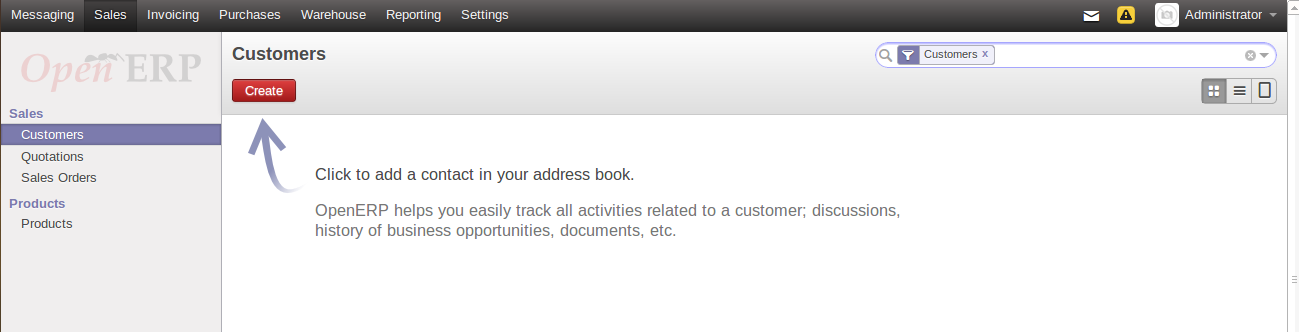 Messaging Sales Invoicing Purchases Warehouse Reporting Settings Administrator
Open ERP
Customers
Customers x
Create
Sales
Customers
Quotations
Sales Orders
Products
Products
Click to add a contact in your address book.
OpenERP helps you easily track all activities related to a customer; discussions,
history of business opportunities, documents, etc.